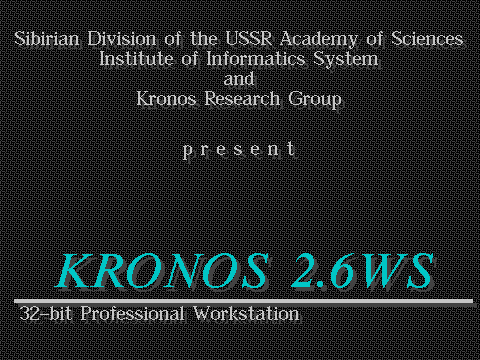 Sibirian Division of the USSR Academy of Sciences
Institute of Informatics System
and
Kronos Research Group
p r e s e n t
KRONOS 2.6WS
32-bit Professional Workstation